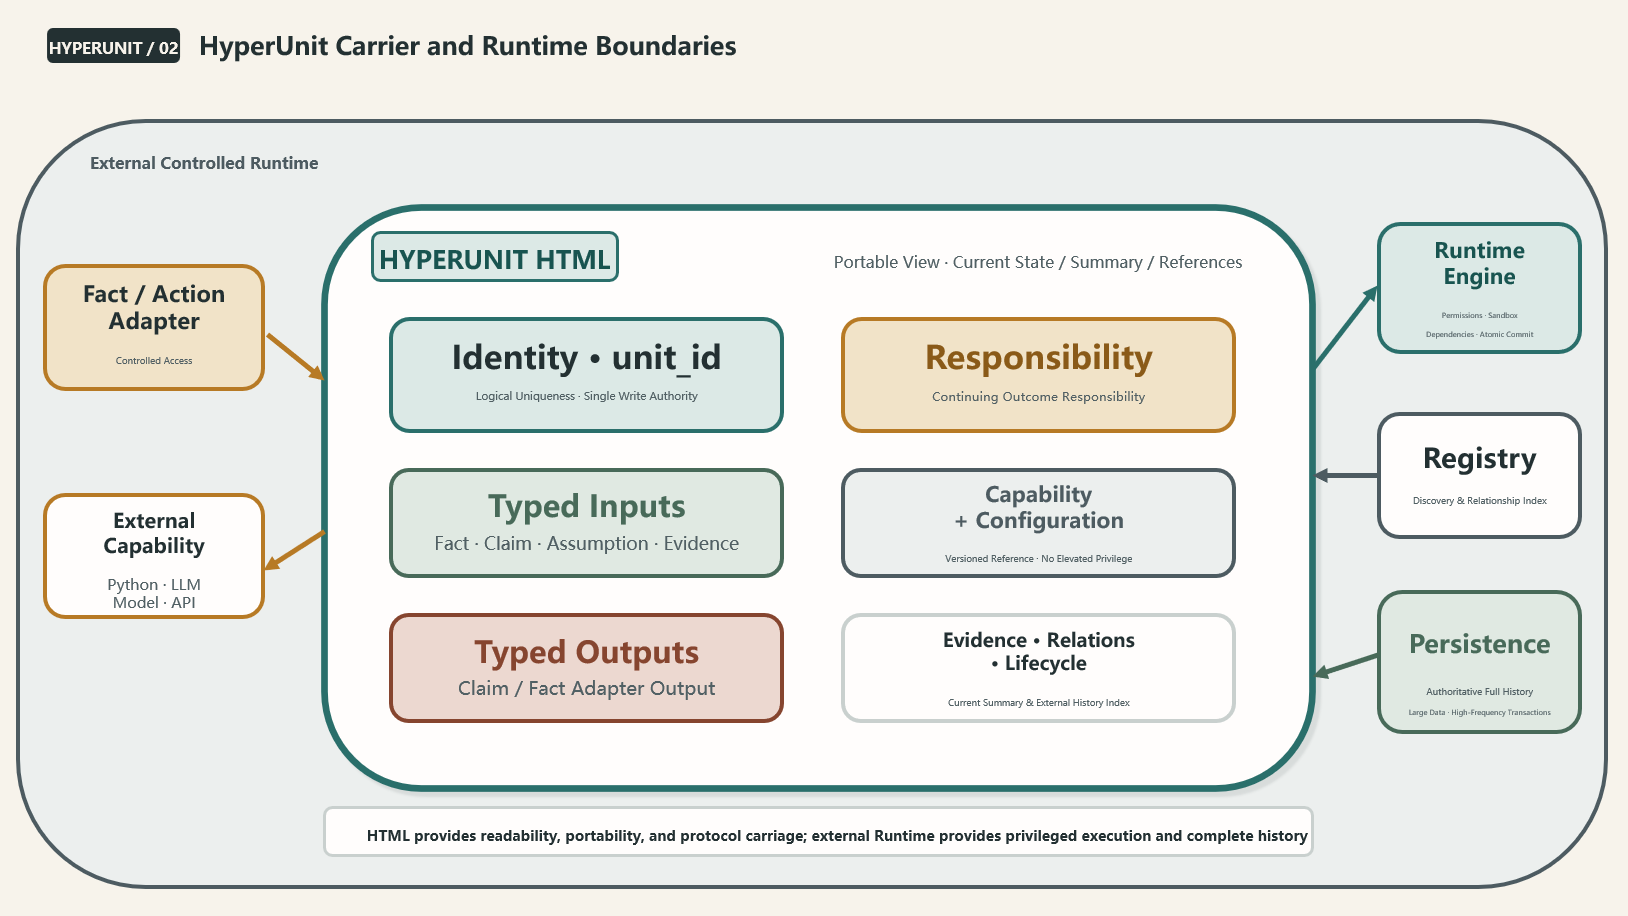 HYPERUNIT / 02
HyperUnit Carrier and Runtime Boundaries
External Controlled Runtime
Fact / Action
Adapter
Controlled Access
External
Capability
Python · LLM
Model · API
HYPERUNIT HTML
Portable View · Current State / Summary / References
Identity • unit_id
Logical Uniqueness · Single Write Authority
Responsibility
Continuing Outcome Responsibility
Typed Inputs
Fact · Claim · Assumption · Evidence
Capability
+ Configuration
Versioned Reference · No Elevated Privilege
Typed Outputs
Claim / Fact Adapter Output
Evidence • Relations
• Lifecycle
Current Summary & External History Index
Runtime
Engine
Permissions · Sandbox
Dependencies · Atomic Commit
Registry
Discovery & Relationship Index
Persistence
Authoritative Full History
Large Data · High-Frequency Transactions
HTML provides readability, portability, and protocol carriage; external Runtime provides privileged execution and complete history